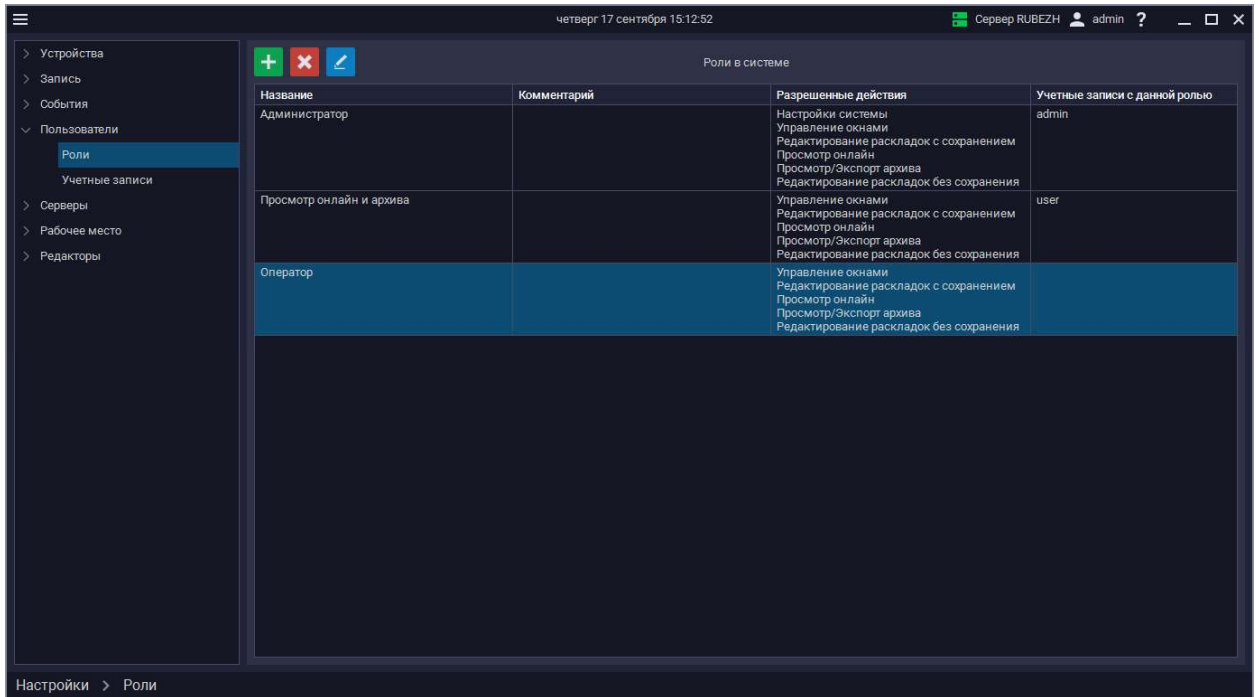 четверг 17 сентября 15:12:52
Сервер RUBEZH admin ?
Устройства
Запись
События
Пользователи
Роли
Учетные записи
Серверы
Рабочее место
Редакторы
Роли в системе
Название Комментарий Разрешенные действия Учетные записи с данной ролью
Администратор Настройки системы admin
Управление окнами
Редактирование раскладок с сохранением
Просмотр онлайн
Просмотр/Экспорт архива
Редактирование раскладок без сохранения
Просмотр онлайн и архива Управление окнами user
Редактирование раскладок с сохранением
Просмотр онлайн
Просмотр/Экспорт архива
Редактирование раскладок без сохранения
Оператор Управление окнами
Редактирование раскладок с сохранением
Просмотр онлайн
Просмотр/Экспорт архива
Редактирование раскладок без сохранения
Настройки > Роли